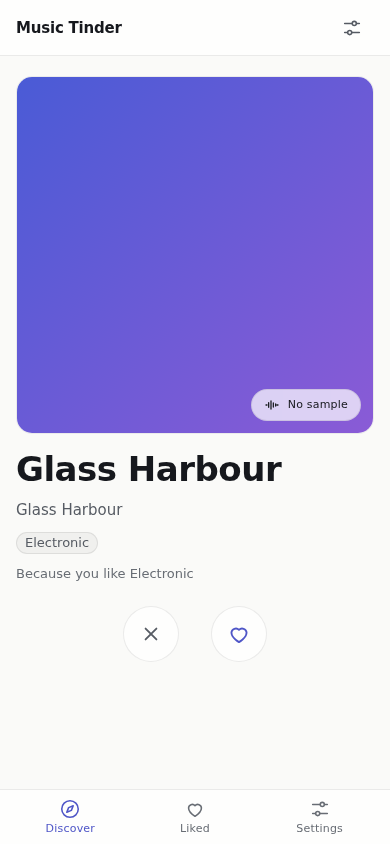 Music Tinder
No sample
Glass Harbour
Glass Harbour
Electronic
Because you like Electronic
Discover
Liked
Settings